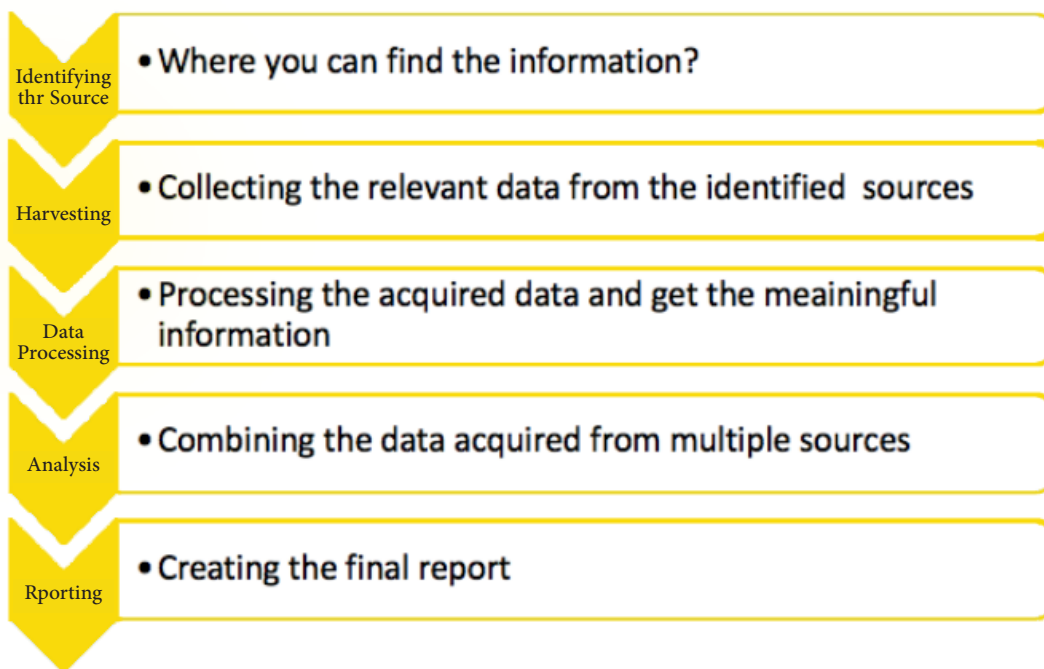 Identifying
thr Source
• Where you can find the information?
Harvesting
• Collecting the relevant data from the identified sources
Data
Processing
• Processing the acquired data and get the meainingful
information
Analysis
• Combining the data acquired from multiple sources
Rporting
• Creating the final report